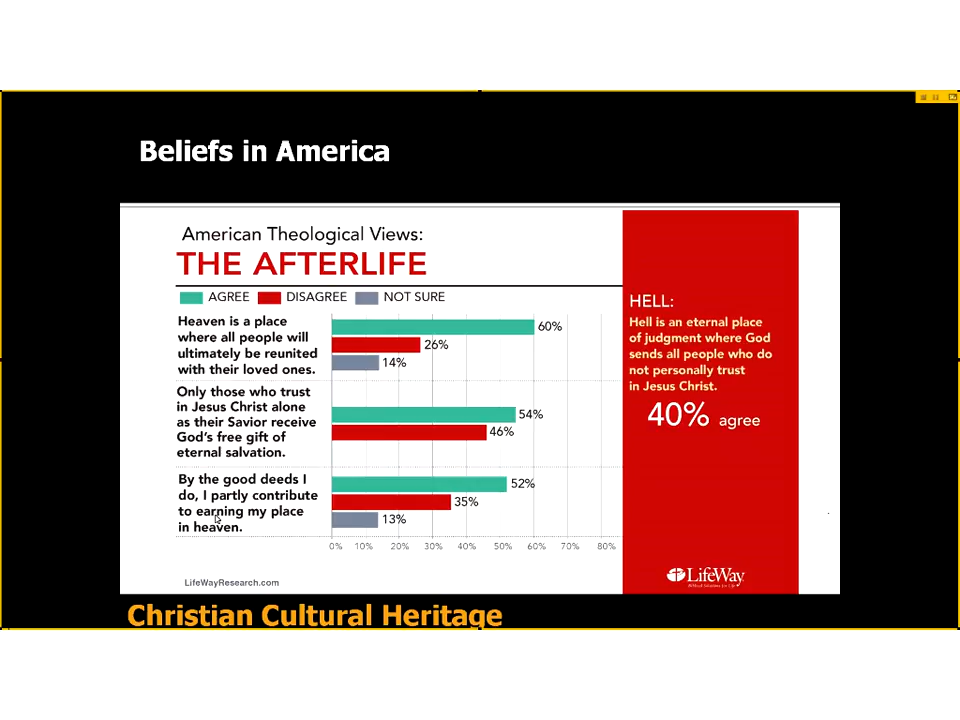 Beliefs in America
American Theological Views:
THE AFTERLIFE
AGREE DISAGREE NOT SURE
Heaven is a place
where all people will
ultimately be reunited
with their loved ones.
60%
26%
14%
Only those who trust
in Jesus Christ alone
as their Savior receive
God's free gift of
eternal salvation.
54%
46%
By the good deeds I
do, I partly contribute
to earning my place
in heaven.
52%
35%
13%
0% 10% 20% 30% 40% 50% 60% 70% 80%
LifeWayResearch.com
HELL:
Hell is an eternal place
of judgment where God
sends all people who do
not personally trust
in Jesus Christ.
40% agree
LifeWay
Biblical Solutions for Life
Christian Cultural Heritage